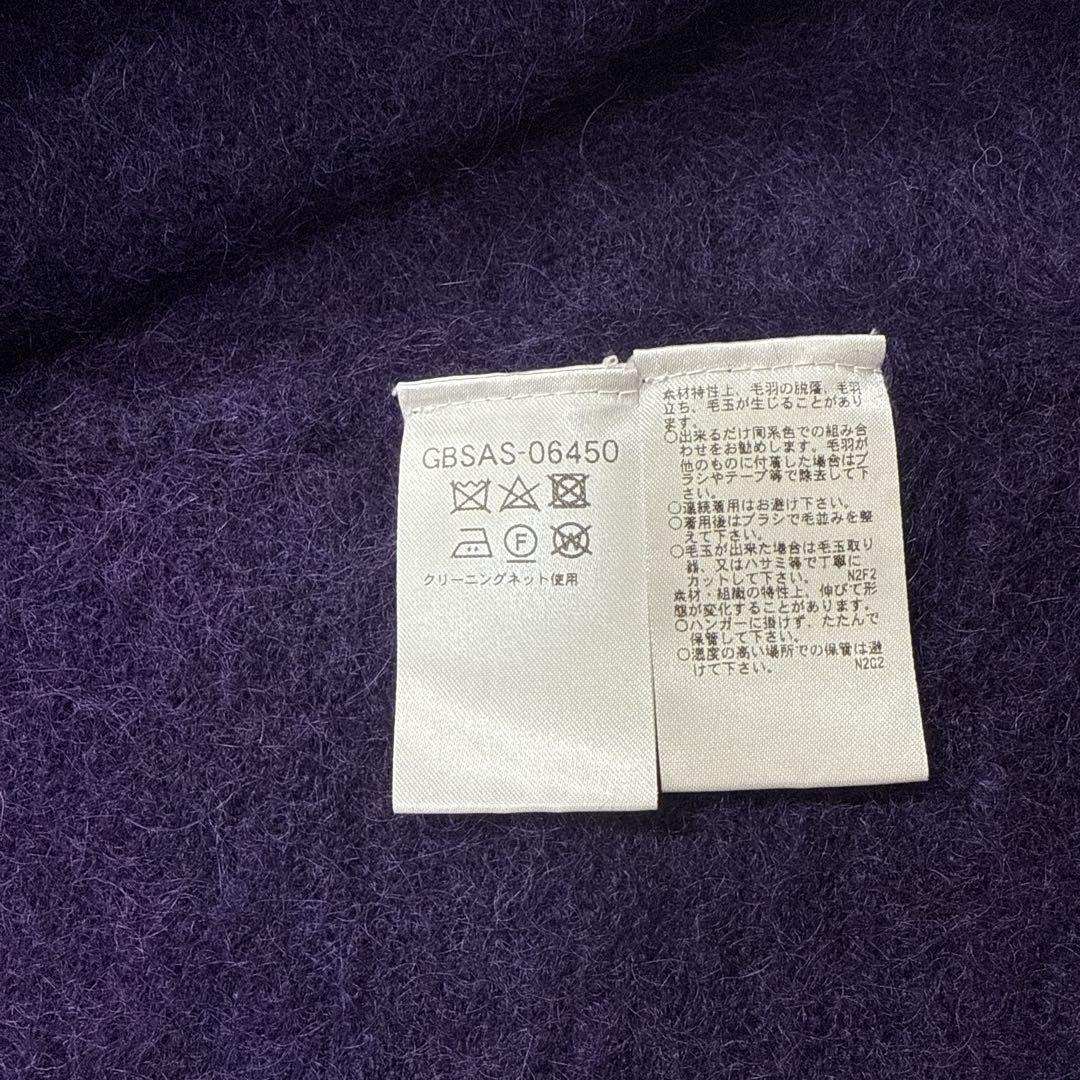 GBSAS-06450
F
W
クリーニングネット使用
素材特性上、毛羽の脱落、毛羽
立ち、毛玉が生じることがあり
ます。
○出来るだけ同系色での組み合
わせをお勧めします。毛羽が
他のものに付着した場合はブ
ラシやテープ等で除去して下
さい。
○連続着用はお避け下さい。
○着用後はブラシで毛並みを整
えて下さい。
○毛玉が出来た場合は毛玉取り
器、又はハサミ等で丁寧に
カットして下さい。 N2F2
素材・組織の特性上、伸びて形
態が変化することがあります。
○ハンガーに掛けず、たたんで
保管して下さい。
○湿度の高い場所での保管は避
けて下さい。 N2G2